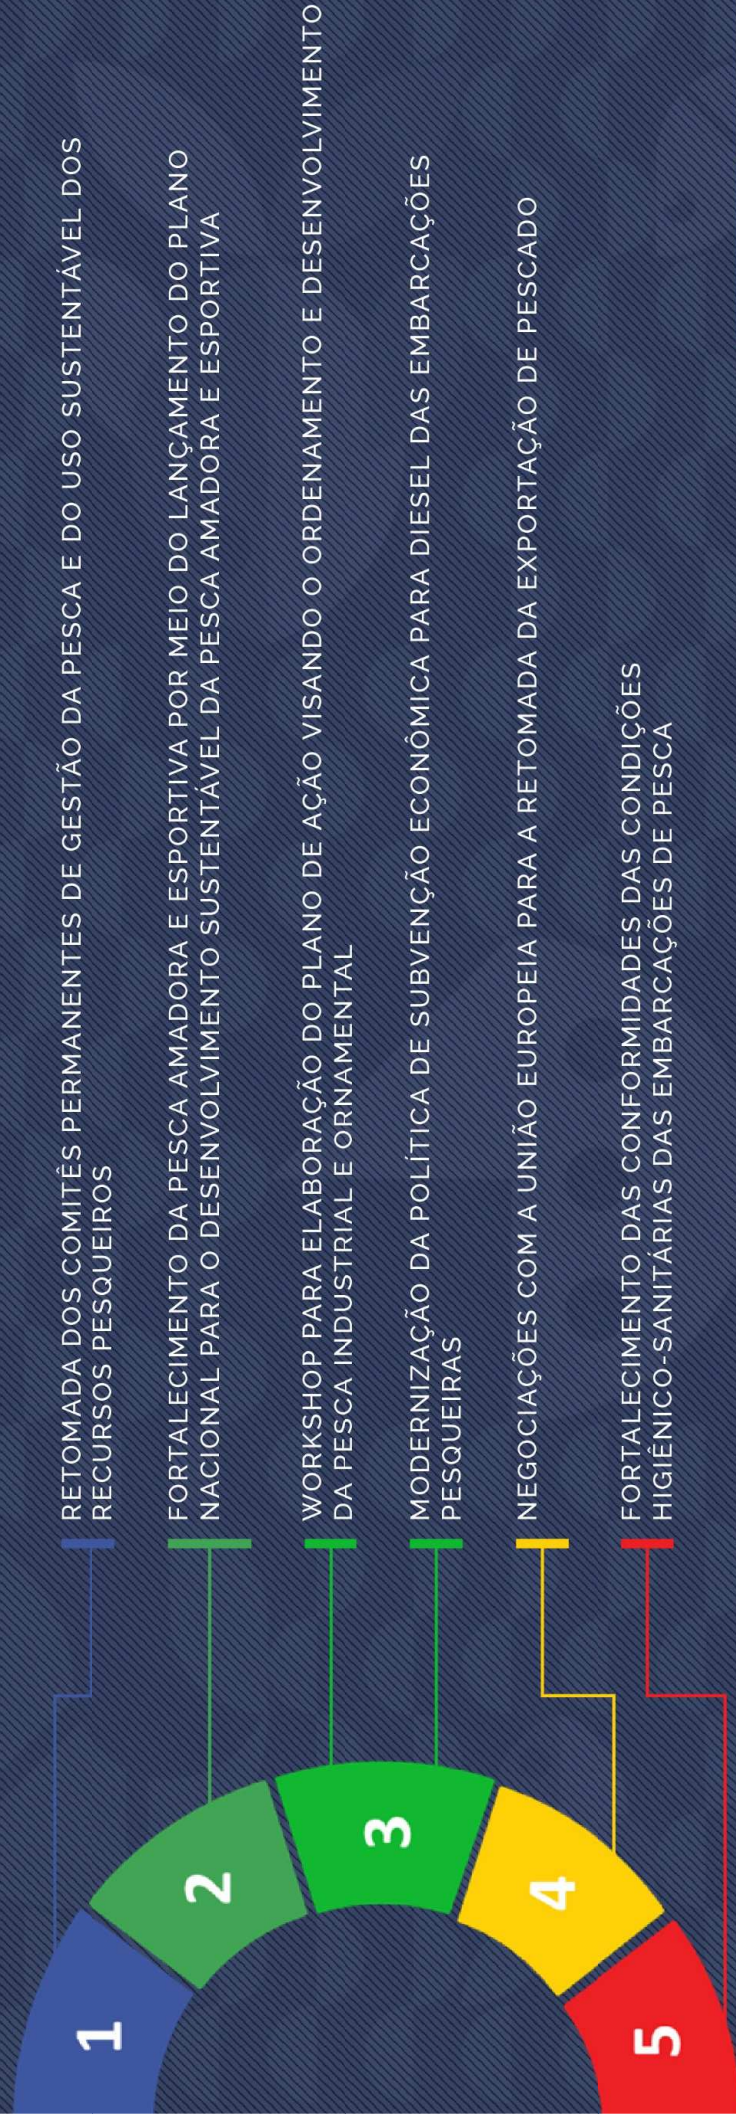 1
RETOMADA DOS COMITÊS PERMANENTES DE GESTÃO DA PESCA E DO USO SUSTENTÁVEL DOS
RECURSOS PESQUEIROS
2
FORTALECIMENTO DA PESCA AMADORA E ESPORTIVA POR MEIO DO LANÇAMENTO DO PLANO
NACIONAL PARA O DESENVOLVIMENTO SUSTENTÁVEL DA PESCA AMADORA E ESPORTIVA
3
WORKSHOP PARA ELABORAÇÃO DO PLANO DE AÇÃO VISANDO O ORDENAMENTO E DESENVOLVIMENTO
DA PESCA INDUSTRIAL E ORNAMENTAL
MODERNIZAÇÃO DA POLÍTICA DE SUBVENÇÃO ECONÔMICA PARA DIESEL DAS EMBARCAÇÕES
PESQUEIRAS
4
NEGOCIAÇÕES COM A UNIÃO EUROPEIA PARA A RETOMADA DA EXPORTAÇÃO DE PESCADO
5
FORTALECIMENTO DAS CONFORMIDADES DAS CONDIÇÕES
HIGIÊNICO-SANITÁRIAS DAS EMBARCAÇÕES DE PESCA